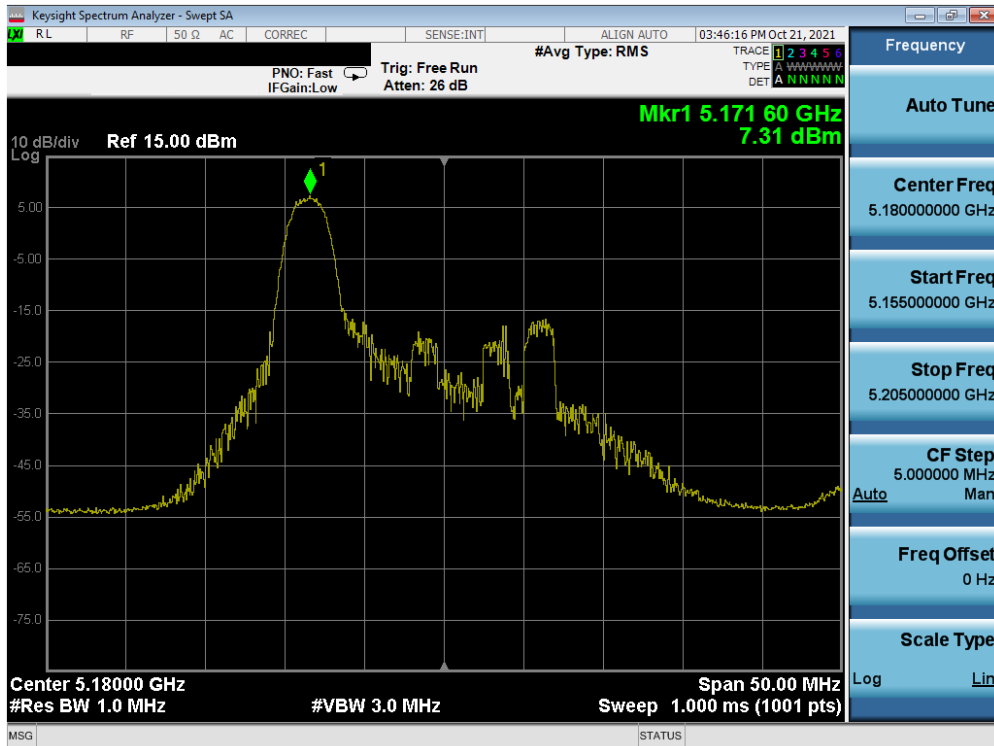 Keysight Spectrum Analyzer - Swept SA
LXI RL RF 50 Ω AC CORREC SENSE:INT ALIGN AUTO 03:46:16 PM Oct 21, 2021
PNO: Fast
IFGain:Low
Trig: Free Run
Atten: 26 dB
#Avg Type: RMS
TRACE 1 2 3 4 5 6
TYPE A WWWWW
DET A N N N N N
Mkr1 5.171 60 GHz
7.31 dBm
10 dB/div Ref 15.00 dBm
Log
1
5.00
-5.00
-15.0
-25.0
-35.0
-45.0
-55.0
-65.0
-75.0
Center 5.18000 GHz Span 50.00 MHz
#Res BW 1.0 MHz #VBW 3.0 MHz Sweep 1.000 ms (1001 pts)
MSG STATUS
Frequency
Auto Tune
Center Freq
5.180000000 GHz
Start Freq
5.155000000 GHz
Stop Freq
5.205000000 GHz
CF Step
5.000000 MHz
Auto Man
Freq Offset
0 Hz
Scale Type
Log Lin